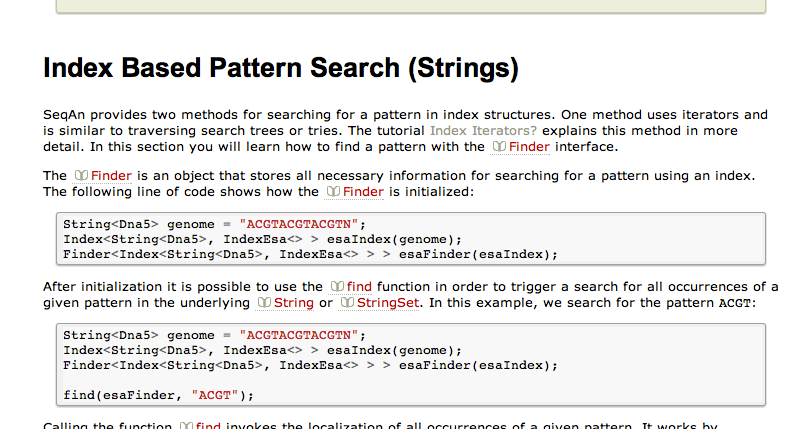 Index Based Pattern Search (Strings)
SeqAn provides two methods for searching for a pattern in index structures. One method uses iterators and
is similar to traversing search trees or tries. The tutorial Index Iterators? explains this method in more
detail. In this section you will learn how to find a pattern with the Finder interface.
The Finder is an object that stores all necessary information for searching for a pattern using an index.
The following line of code shows how the Finder is initialized:
String<Dna5> genome = "ACGTACGTACGTN";
Index<String<Dna5>, IndexEsa<> > esaIndex(genome);
Finder<Index<String<Dna5>, IndexEsa<> > > esaFinder(esaIndex);
After initialization it is possible to use the find function in order to trigger a search for all occurrences of a
given pattern in the underlying String or StringSet. In this example, we search for the pattern ACGT:
String<Dna5> genome = "ACGTACGTACGTN";
Index<String<Dna5>, IndexEsa<> > esaIndex(genome);
Finder<Index<String<Dna5>, IndexEsa<> > > esaFinder(esaIndex);
find(esaFinder, "ACGT");
Calling the function find invokes the localization of all occurrences of a given pattern. It works by